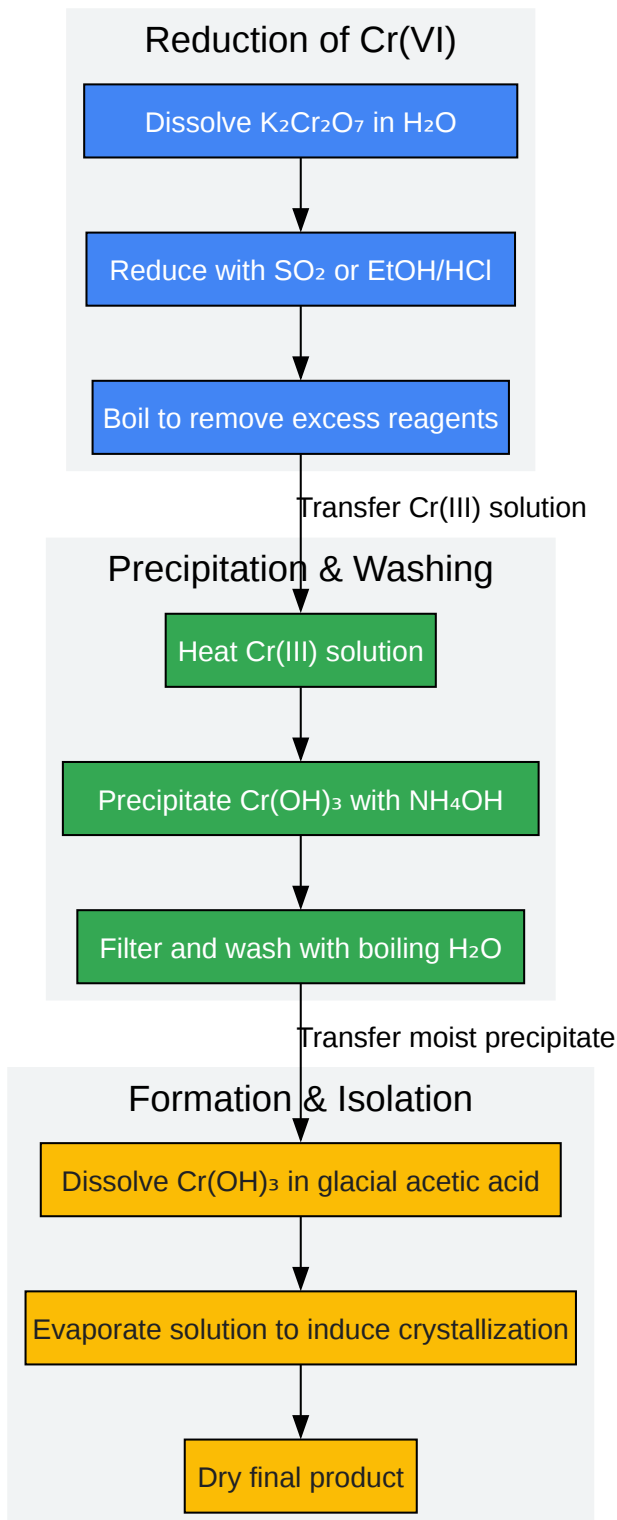 Reduction of Cr(VI)
Dissolve K₂Cr₂O₇ in H₂O
Reduce with SO₂ or EtOH/HCl
Boil to remove excess reagents
Transfer Cr(III) solution
Precipitation & Washing
Heat Cr(III) solution
Precipitate Cr(OH)₃ with NH₄OH
Filter and wash with boiling H₂O
Transfer moist precipitate
Formation & Isolation
Dissolve Cr(OH)₃ in glacial acetic acid
Evaporate solution to induce crystallization
Dry final product